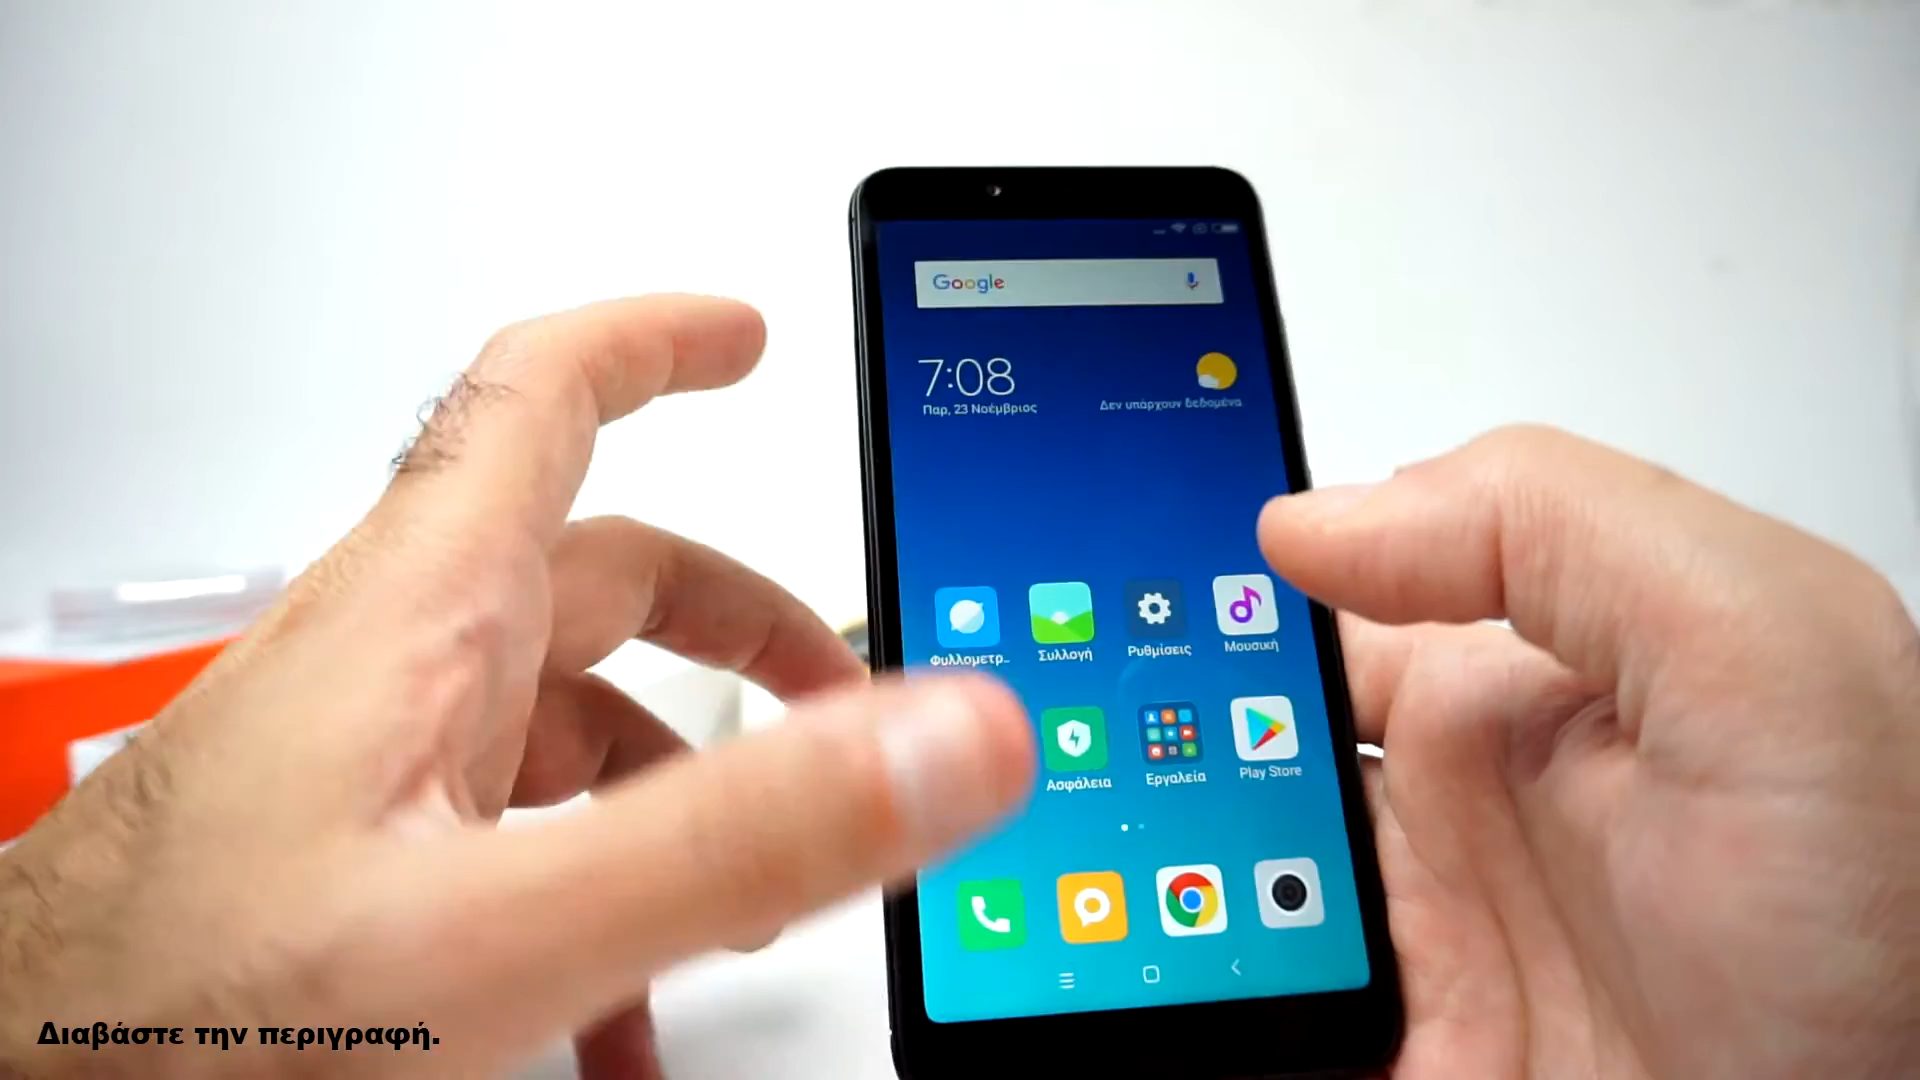 Google
7:08
Παρ, 23 Νοέμβριος
Δεν υπάρχουν δεδομένα
Φυλλομετρ...
Συλλογή
Ρυθμίσεις
Μουσική
Ασφάλεια
Εργαλεία
Play Store
Διαβάστε την περιγραφή.